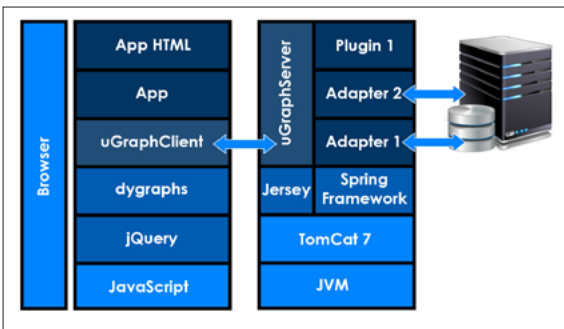 Browser
App HTML
App
uGraphClient
dygraphs
jQuery
JavaScript
uGraphServer
Plugin 1
Adapter 2
Adapter 1
Jersey
Spring
Framework
TomCat 7
JVM